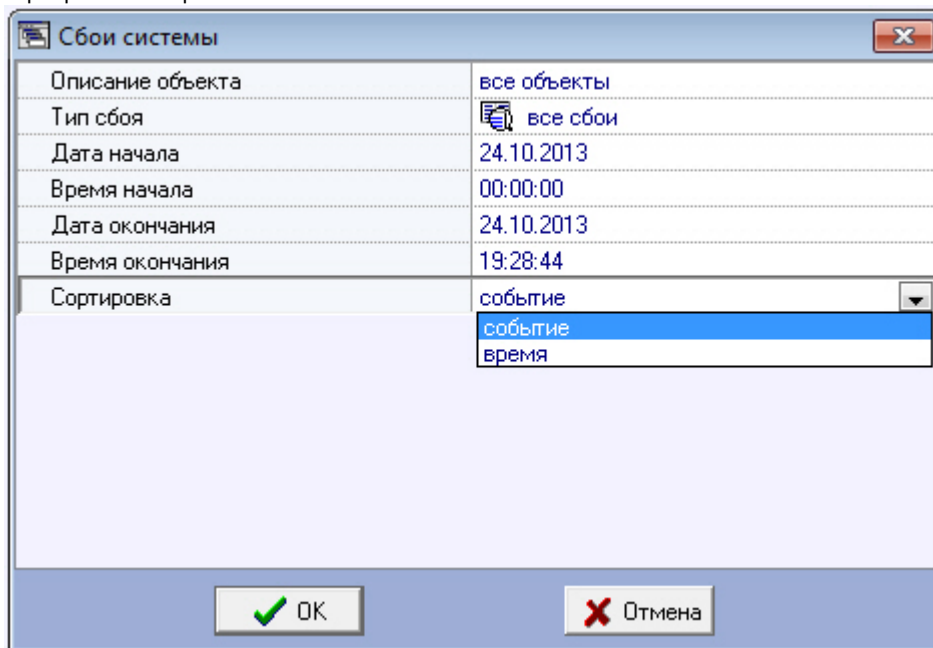 Сбои системы
Описание объекта все объекты
Тип сбоя все сбои
Дата начала 24.10.2013
Время начала 00:00:00
Дата окончания 24.10.2013
Время окончания 19:28:44
Сортировка событие
событие
время
OK Отмена